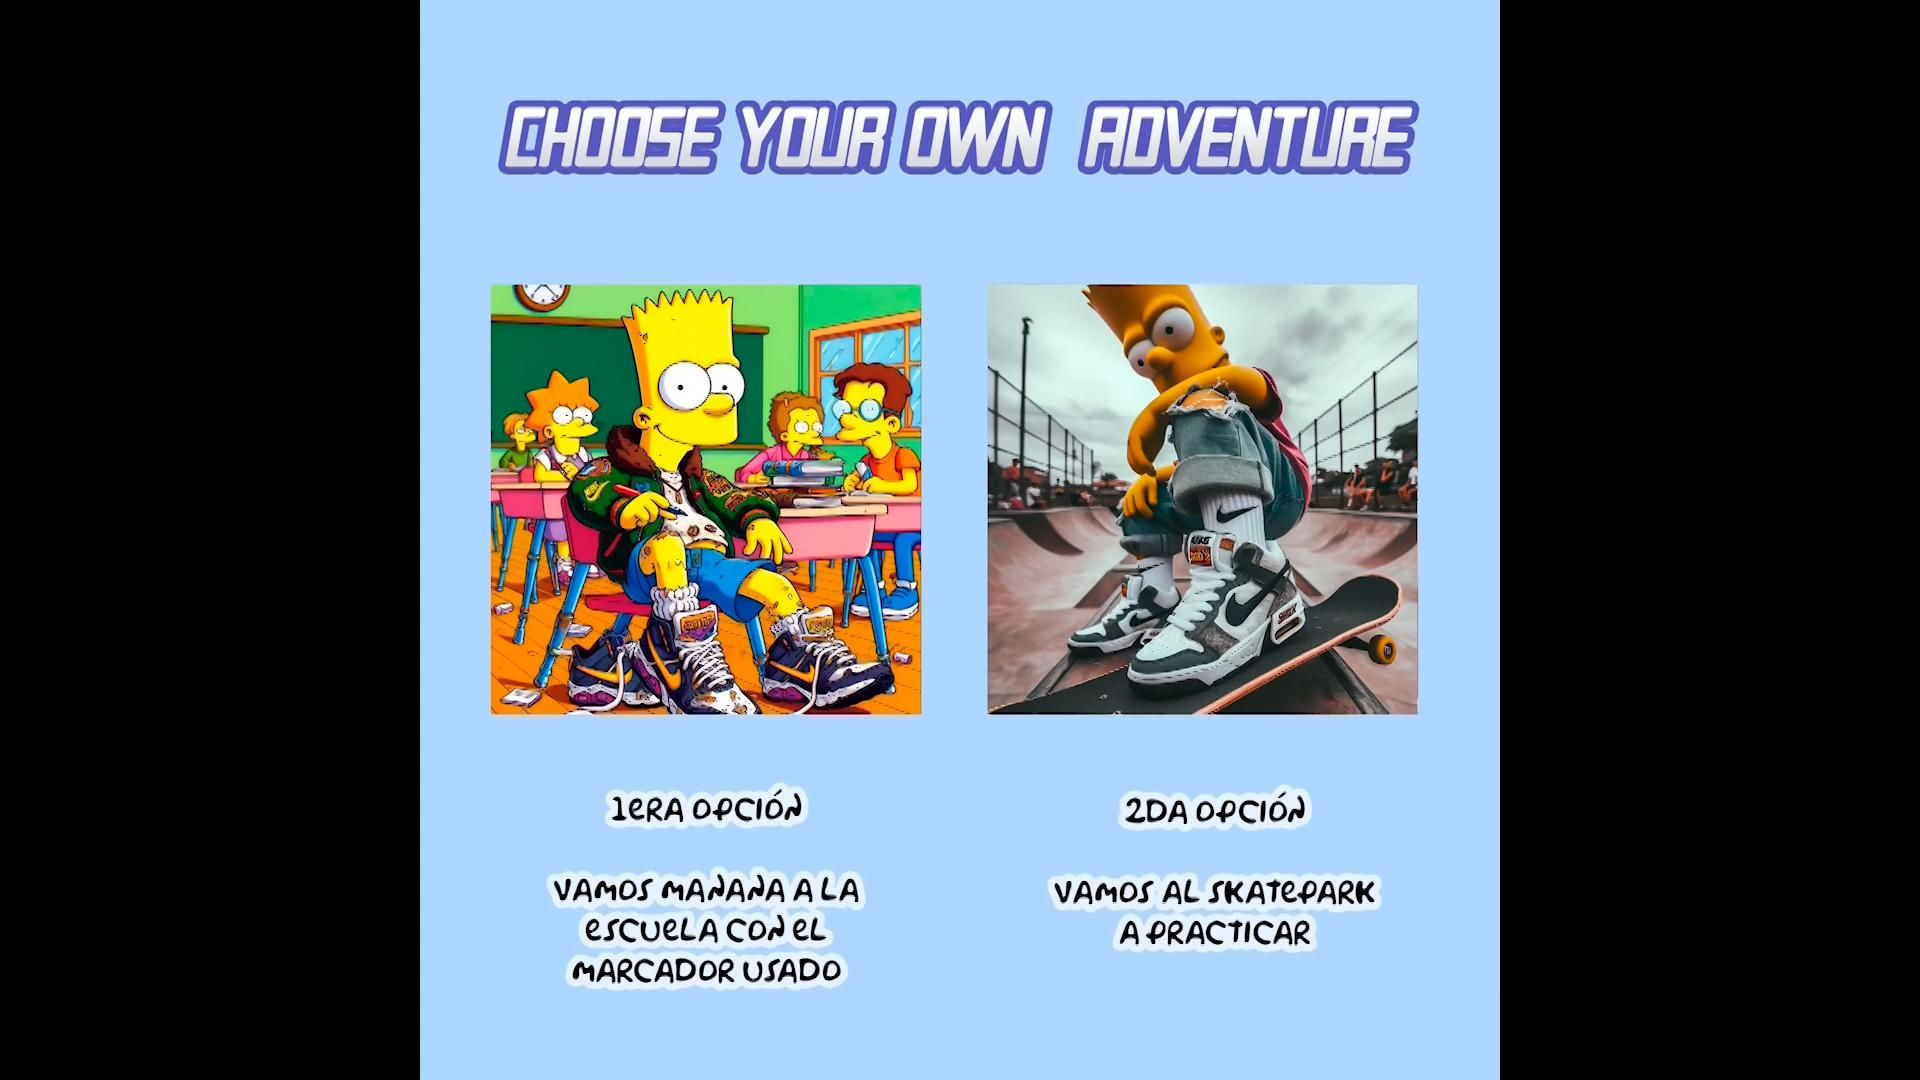 CHOOSE YOUR OWN ADVENTURE
1ERA OPCIÓN
VAMOS MAÑANA A LA
ESCUELA CON EL
MARCADOR USADO
2DA OPCIÓN
VAMOS AL SKATEPARK
A PRACTICAR